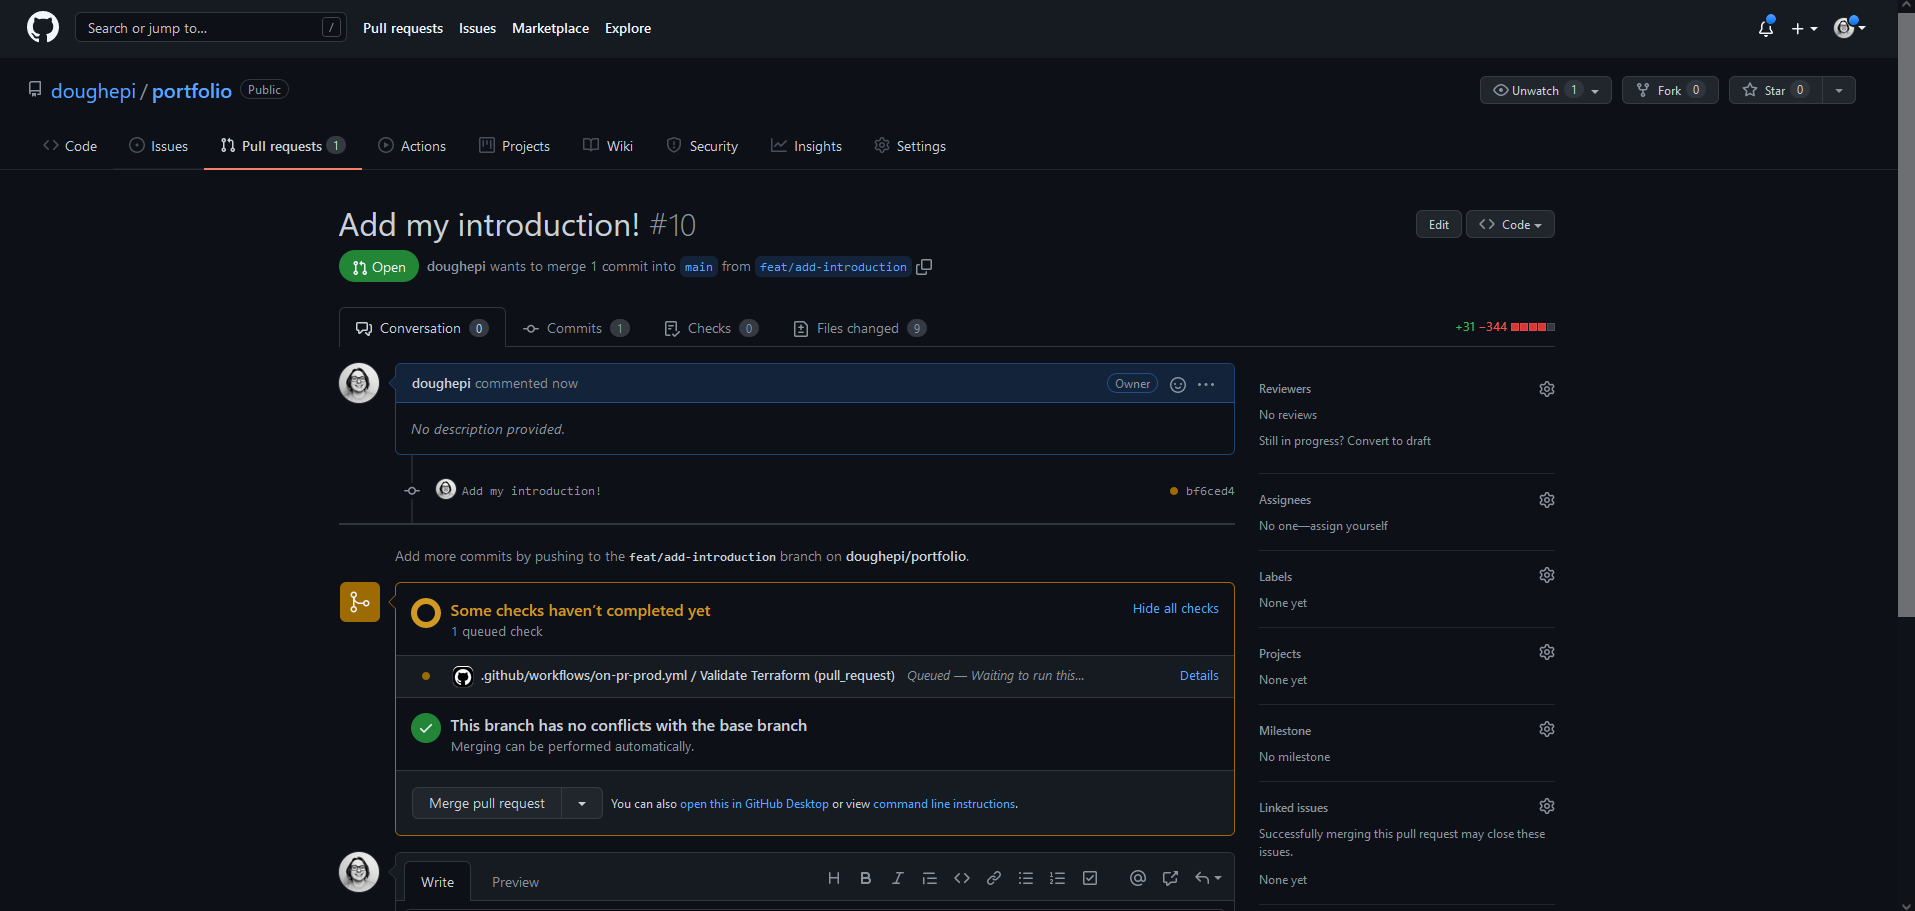 Search or jump to... /
Pull requests Issues Marketplace Explore
doughepi / portfolio Public
Unwatch 1 Fork 0 Star 0
Code Issues Pull requests 1 Actions Projects Wiki Security Insights Settings
Add my introduction! #10
Edit Code
Open doughepi wants to merge 1 commit into main from feat/add-introduction
Conversation 0 Commits 1 Checks 0 Files changed 9
+31 −344
doughepi commented now
Owner
No description provided.
Add my introduction!
bf6ced4
Add more commits by pushing to the feat/add-introduction branch on doughepi/portfolio.
Some checks haven’t completed yet
Hide all checks
1 queued check
.github/workflows/on-pr-prod.yml / Validate Terraform (pull_request) Queued — Waiting to run this...
Details
This branch has no conflicts with the base branch
Merging can be performed automatically.
Merge pull request
You can also open this in GitHub Desktop or view command line instructions.
Write Preview
H B I @
Reviewers
No reviews
Still in progress? Convert to draft
Assignees
No one—assign yourself
Labels
None yet
Projects
None yet
Milestone
No milestone
Linked issues
Successfully merging this pull request may close these
issues.
None yet